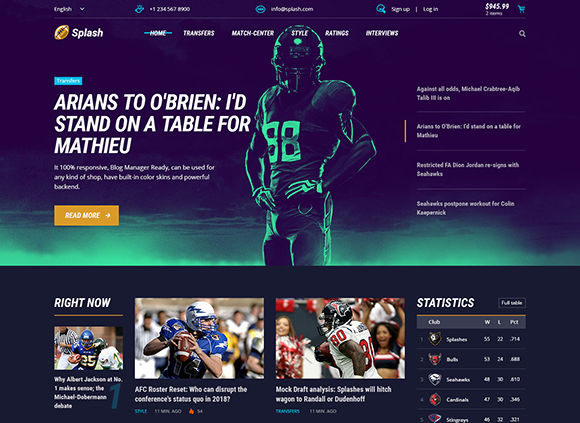 English
+1 234 567 8900
info@splash.com
Sign up | Log in
$945.99
2 items
Splash
HOME TRANSFERS MATCH-CENTER STYLE RATINGS INTERVIEWS
Transfers
ARIANS TO O'BRIEN: I'D
STAND ON A TABLE FOR
MATHIEU
It 100% responsive, Blog Manager Ready, can be used for
any kind of shop, have built-in color skins and powerful
backend.
READ MORE
88
Against all odds, Michael Crabtree-Aqib
Talib III is on
Arians to O'Brien: I'd stand on a table for
Mathieu
Restricted FA Dion Jordan re-signs with
Seahawks
Seahawks postpone workout for Colin
Kaepernick
RIGHT NOW
Why Albert Jackson at No.
1 makes sense; the
Michael-Dobermann
debate
1
AFC Roster Reset: Who can disrupt the
conference's status quo in 2018?
STYLE 11 MIN. AGO 54
80
Mock Draft analysis: Splashes will hitch
wagon to Randall or Dudenhoff
TRANSFERS 11 MIN. AGO
STATISTICS
Full table
Club W L Pct
1 Splashes 55 22 .714
2 Bulls 53 24 .688
3 Seahawks 48 30 .610
4 Cardinals 47 30 .346
5 Stingrays 46 32 .321